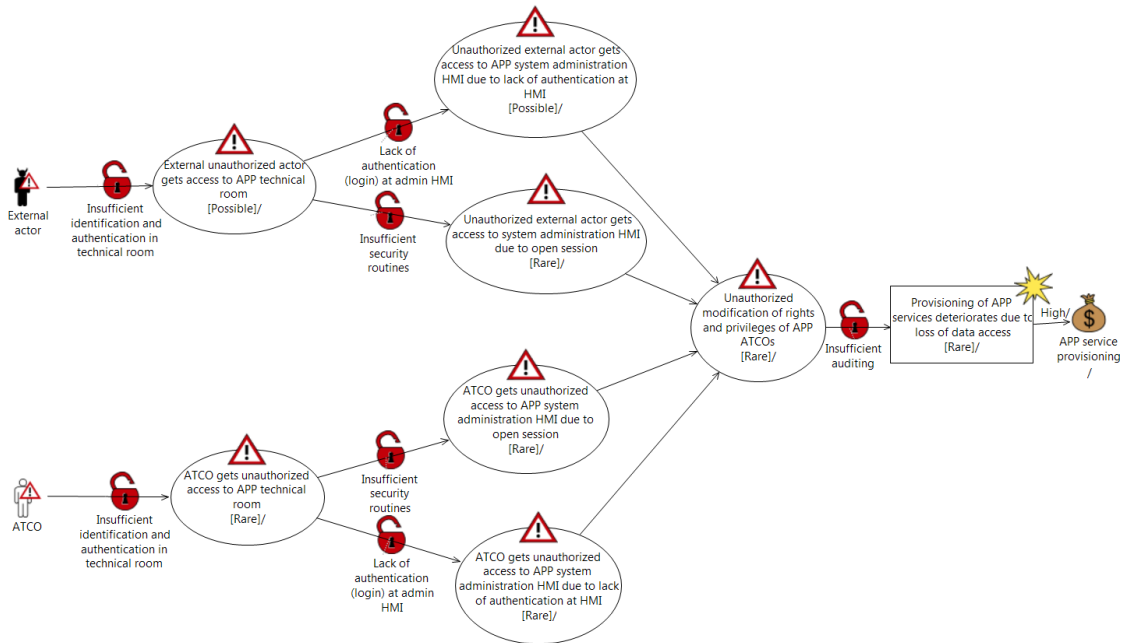 Unauthorized external actor gets
access to APP system administration
HMI due to lack of authentication at
HMI
[Possible]/
External unauthorized actor
gets access to APP technical
room
[Possible]/
Lack of
authentication
(login) at admin HMI
External
actor
Insufficient
identification and
authentication in
technical room
Unauthorized external actor gets
access to system administration HMI
due to open session
[Rare]/
Insufficient
security
routines
Unauthorized
modification of rights
and privileges of APP
ATCOs
[Rare]/
Insufficient
auditing
Provisioning of APP
services deteriorates due to
loss of data access
[Rare]/
High/
$
APP service
provisioning
/
ATCO gets unauthorized
access to APP system
administration HMI due to
open session
[Rare]/
ATCO gets unauthorized
access to APP technical
room
[Rare]/
Insufficient
security
routines
ATCO
Insufficient
identification and
authentication in
technical room
Lack of
authentication
(login) at admin
HMI
ATCO gets unauthorized
access to APP system
administration HMI due to lack
of authentication at HMI
[Rare]/